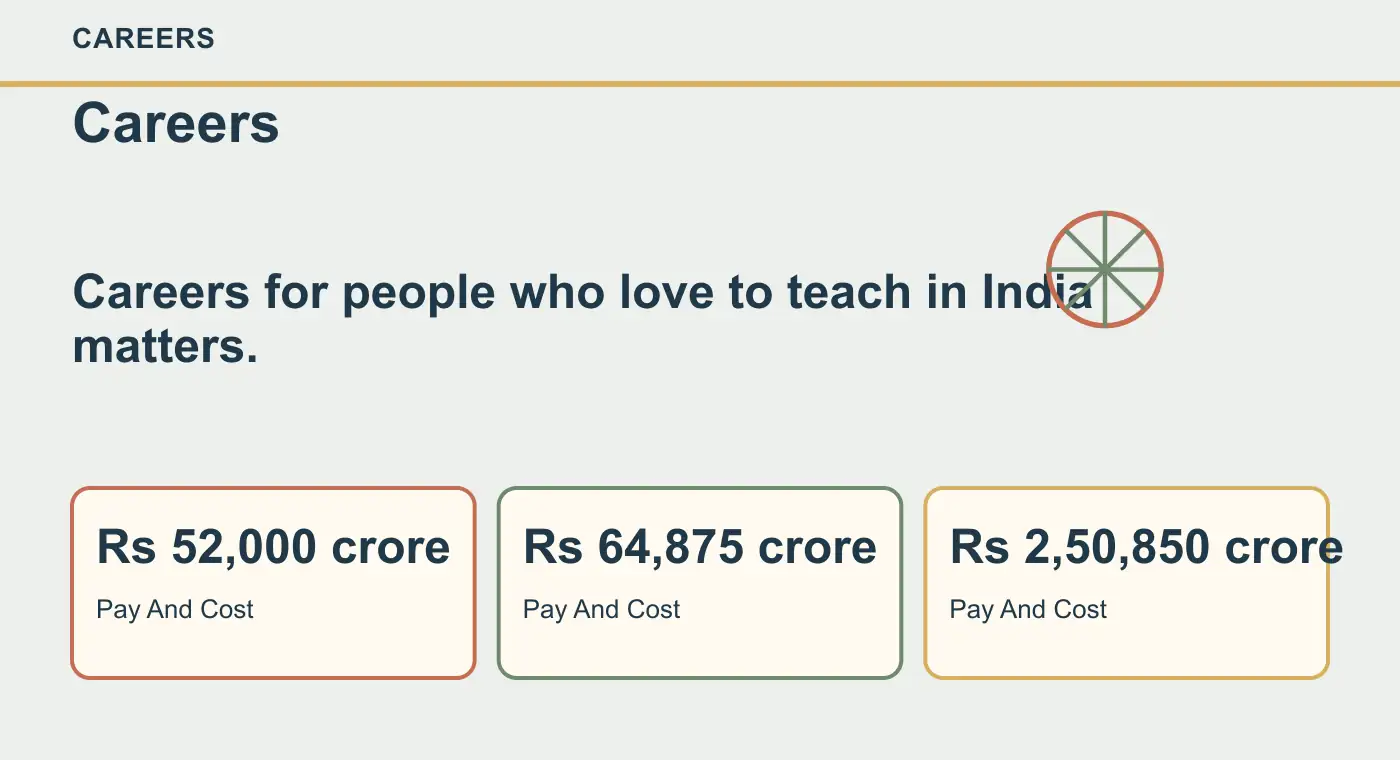 CAREERS
Careers
Careers for people who love to teach in India
matters.
Rs 52,000 crore
Pay And Cost
Rs 64,875 crore
Pay And Cost
Rs 2,50,850 crore
Pay And Cost